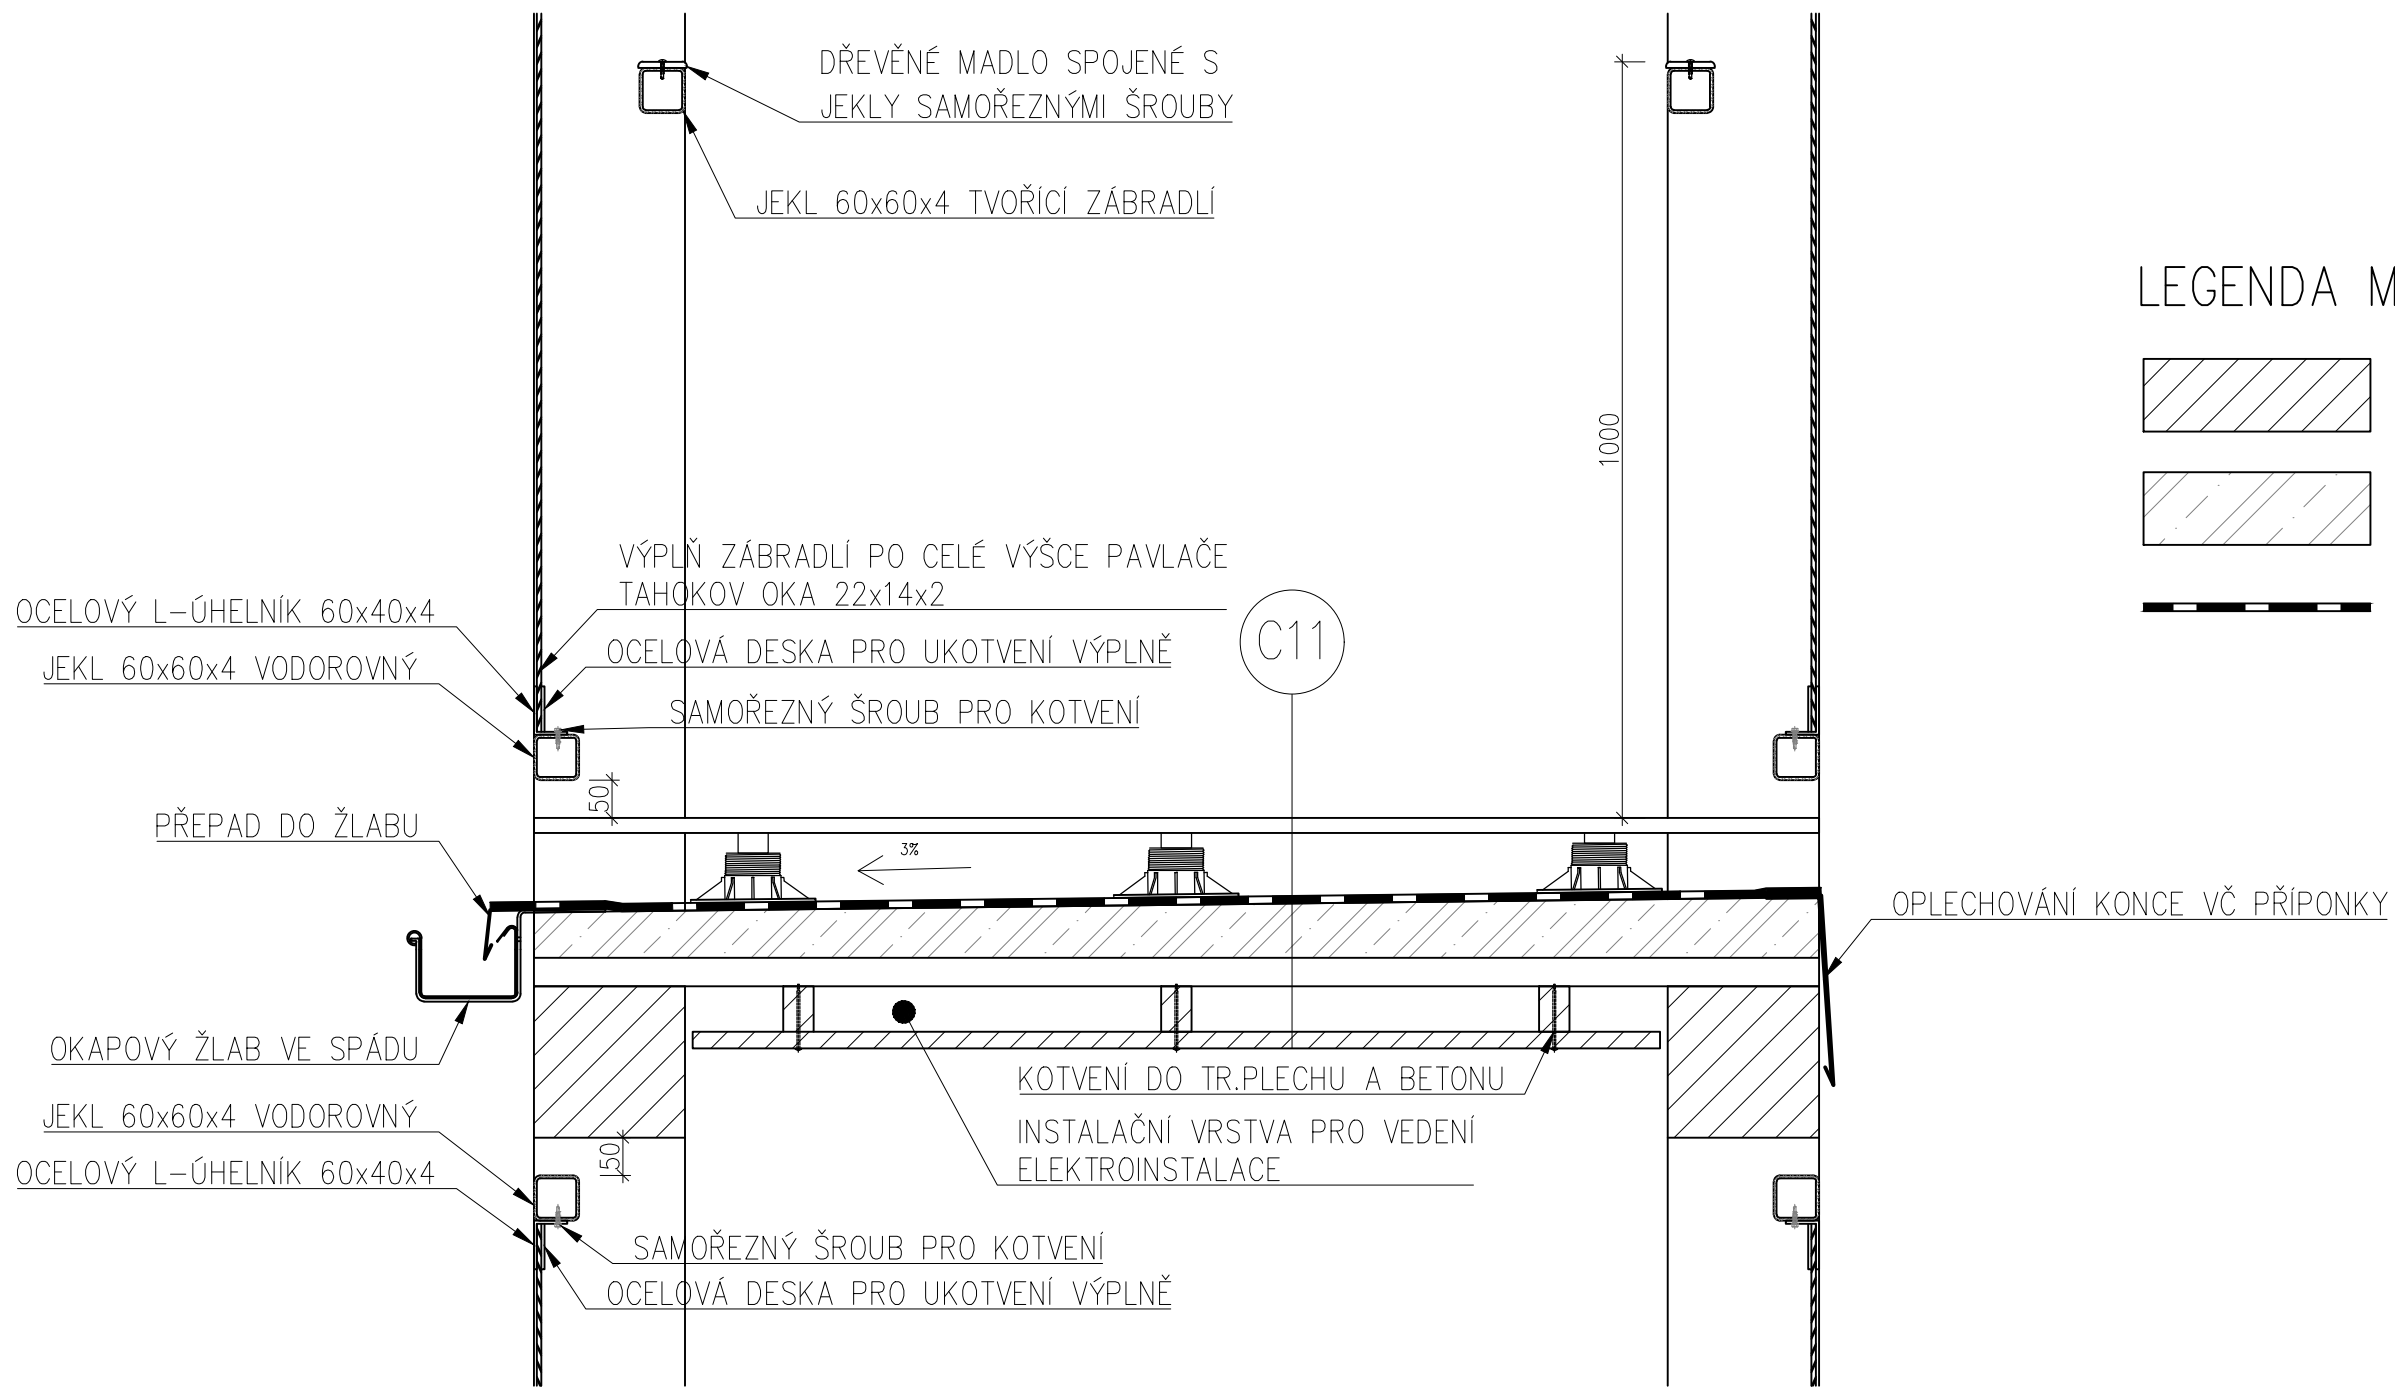 DŘEVĚNÉ MADLO SPOJENÉ S
JEKLY SAMOŘEZNÝMI ŠROUBY
JEKL 60x60x4 TVOŘÍCÍ ZÁBRADLÍ
LEGENDA M
1000
VÝPLŇ ZÁBRADLÍ PO CELÉ VÝŠCE PAVLAČE
TAHOKOV OKA 22x14x2
OCELOVÝ L-ÚHELNÍK 60x40x4
C11
OCELOVÁ DESKA PRO UKOTVENÍ VÝPLNĚ
JEKL 60x60x4 VODOROVNÝ
SAMOŘEZNÝ ŠROUB PRO KOTVENÍ
50
PŘEPAD DO ŽLABU
3%
OPLECHOVÁNÍ KONCE VČ PŘÍPONKY
OKAPOVÝ ŽLAB VE SPÁDU
KOTVENÍ DO TR.PLECHU A BETONU
JEKL 60x60x4 VODOROVNÝ
INSTALAČNÍ VRSTVA PRO VEDENÍ
ELEKTROINSTALACE
50
OCELOVÝ L-ÚHELNÍK 60x40x4
SAMOŘEZNÝ ŠROUB PRO KOTVENÍ
OCELOVÁ DESKA PRO UKOTVENÍ VÝPLNĚ